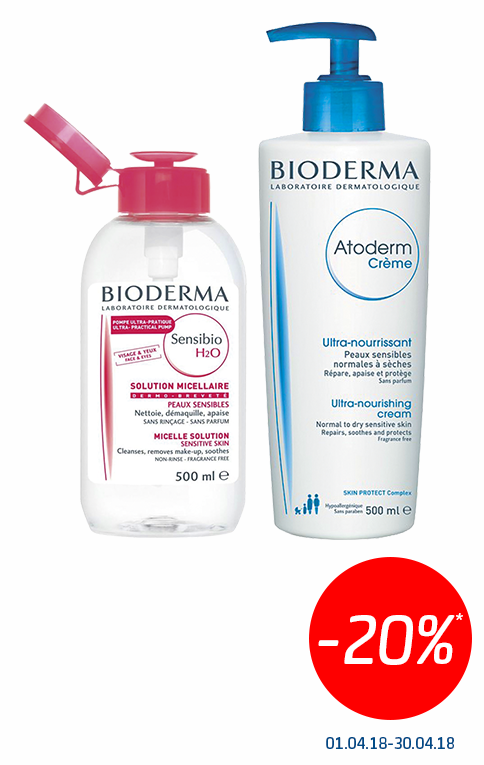 BIODERMA
LABORATOIRE DERMATOLOGIQUE
POMPE ULTRA-PRATIQUE
ULTRA-PRACTICAL PUMP
VISAGE & YEUX
FACE & EYES
Sensibio
H2O
SOLUTION MICELLAIRE
DERMO-BREVETÉ
PEAUX SENSIBLES
Nettoie, démaquille, apaise
SANS RINÇAGE - SANS PARFUM
MICELLE SOLUTION
SENSITIVE SKIN
Cleanses, removes make-up, soothes
NON-RINSE - FRAGRANCE FREE
500 ml e
BIODERMA
LABORATOIRE DERMATOLOGIQUE
Atoderm
Crème
Ultra-nourrissant
Peaux sensibles
normales à sèches
Répare, apaise et protège
Sans parfum
Ultra-nourishing
cream
Normal to dry sensitive skin
Repairs, soothes and protects
Fragrance free
SKIN PROTECT Complex
Hypoallergénique
Sans paraben 500 ml e
-20%*
01.04.18-30.04.18